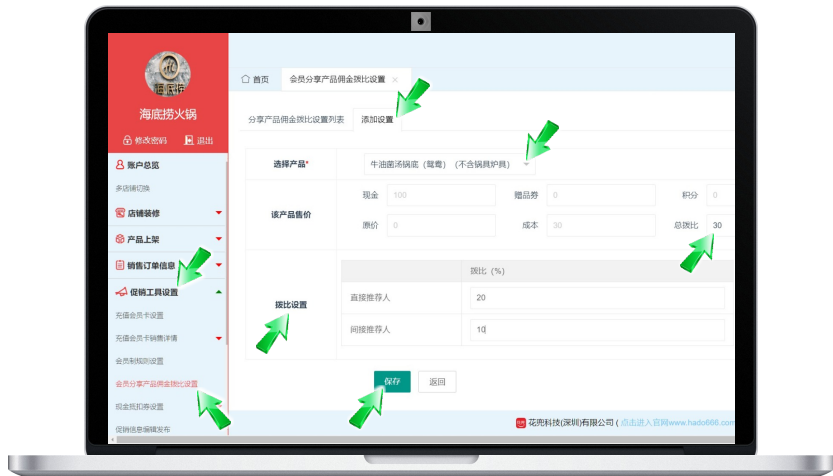 海底捞
海底捞火锅
修改密码 退出
账户总览
多店铺切换
店铺装修
产品上架
销售订单信息
促销工具设置
充值会员卡设置
充值会员卡销售详情
会员制规则设置
会员分享产品佣金拨比设置
现金抵扣券设置
促销信息编辑发布
首页 会员分享产品佣金拨比设置 ×
分享产品佣金拨比设置列表 添加设置
选择产品* 牛油菌汤锅底（鸳鸯）（不含锅具炉具）
该产品售价
现金 100 赠品券 0 积分 0
原价 0 成本 30 总拨比 30
拨比设置
拨比（%）
直接推荐人 20
间接推荐人 10
保存 返回
花兜科技(深圳)有限公司 ( 点击进入官网www.hado666.com